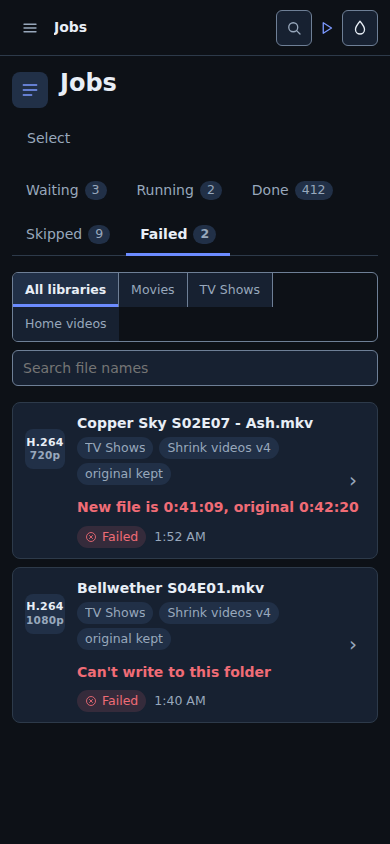 Jobs
Jobs
Select
Waiting 3 Running 2 Done 412
Skipped 9 Failed 2
All libraries Movies TV Shows
Home videos
Search file names
H.264
720p
Copper Sky S02E07 - Ash.mkv
TV Shows Shrink videos v4
original kept
New file is 0:41:09, original 0:42:20
Failed 1:52 AM
H.264
1080p
Bellwether S04E01.mkv
TV Shows Shrink videos v4
original kept
Can't write to this folder
Failed 1:40 AM